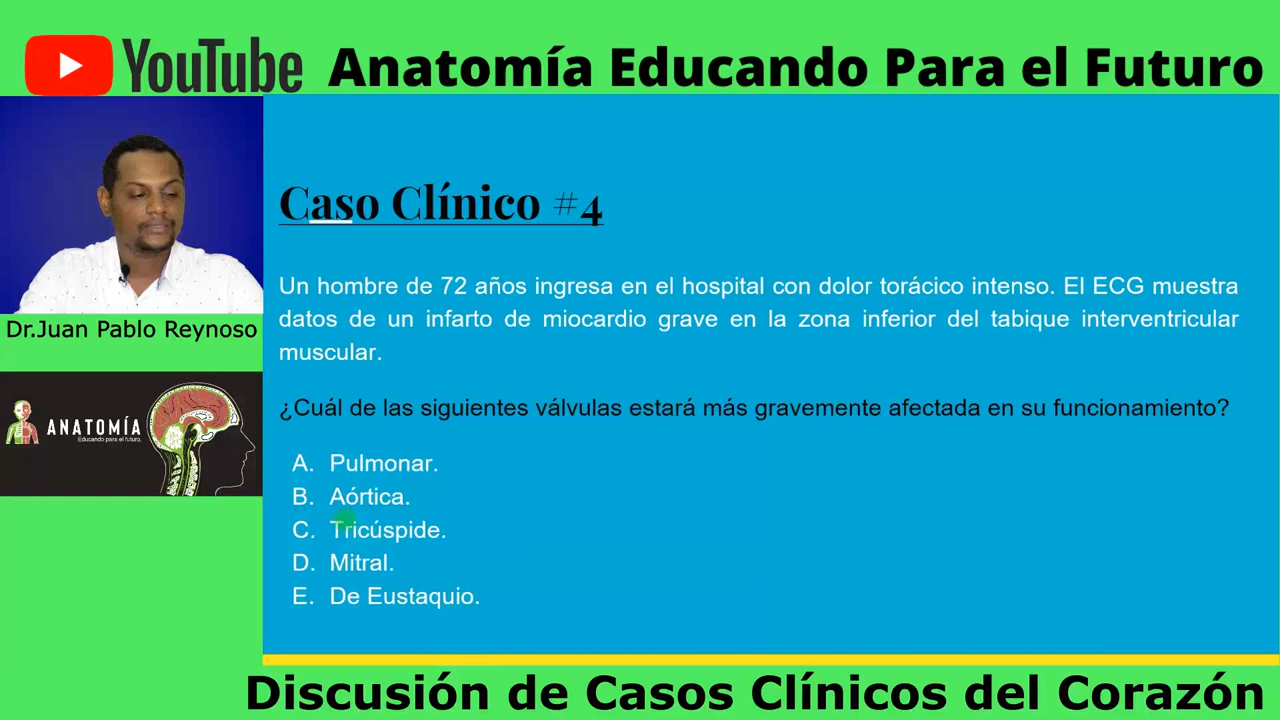 YouTube Anatomía Educando Para el Futuro
Caso Clínico #4
Un hombre de 72 años ingresa en el hospital con dolor torácico intenso. El ECG muestra
datos de un infarto de miocardio grave en la zona inferior del tabique interventricular
muscular.
¿Cuál de las siguientes válvulas estará más gravemente afectada en su funcionamiento?
A. Pulmonar.
B. Aórtica.
C. Tricúspide.
D. Mitral.
E. De Eustaquio.
Dr.Juan Pablo Reynoso
ANATOMÍA
Educando para el futuro.
Discusión de Casos Clínicos del Corazón